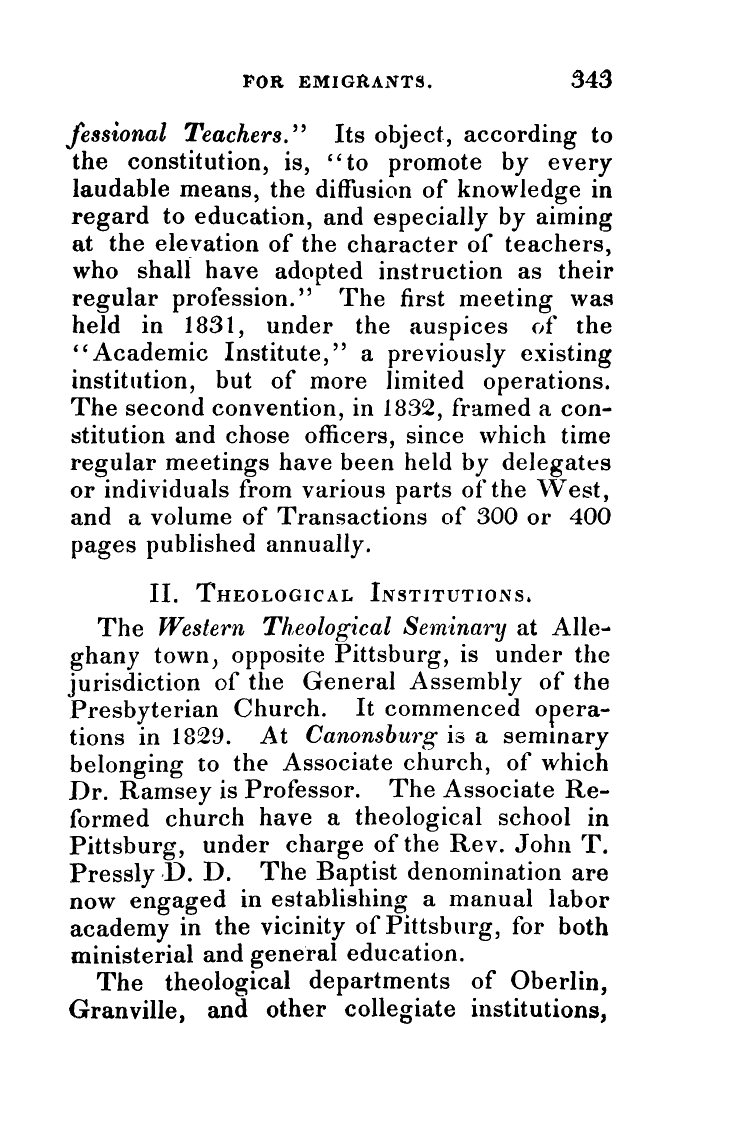 FOR EMIGRANTS. 343
fessional Teachers." Its object, according to
the constitution, is, "to promote by every
laudable means, the diffusion of knowledge in
regard to education, and especially by aiming
at the elevation of the character of teachers,
who shall have adopted instruction as their
regular profession." The first meeting was
held in 1831, under the auspices of the
"Academic Institute," a previously existing
institution, but of more limited operations.
The second convention, in 1832, framed a con-
stitution and chose officers, since which time
regular meetings have been held by delegates
or individuals from various parts of the West,
and a volume of Transactions of 300 or 400
pages published annually.
II. THEOLOGICAL INSTITUTIONS.
The Western Theological Seminary at Alle-
ghany town, opposite Pittsburg, is under the
jurisdiction of the General Assembly of the
Presbyterian Church. It commenced opera-
tions in 1829. At Canonsburg is a seminary
belonging to the Associate church, of which
Dr. Ramsey is Professor. The Associate Re-
formed church have a theological school in
Pittsburg, under charge of the Rev. John T.
Pressly D. D. The Baptist denomination are
now engaged in establishing a manual labor
academy in the vicinity of Pittsburg, for both
ministerial and general education.
The theological departments of Oberlin,
Granville, and other collegiate institutions,